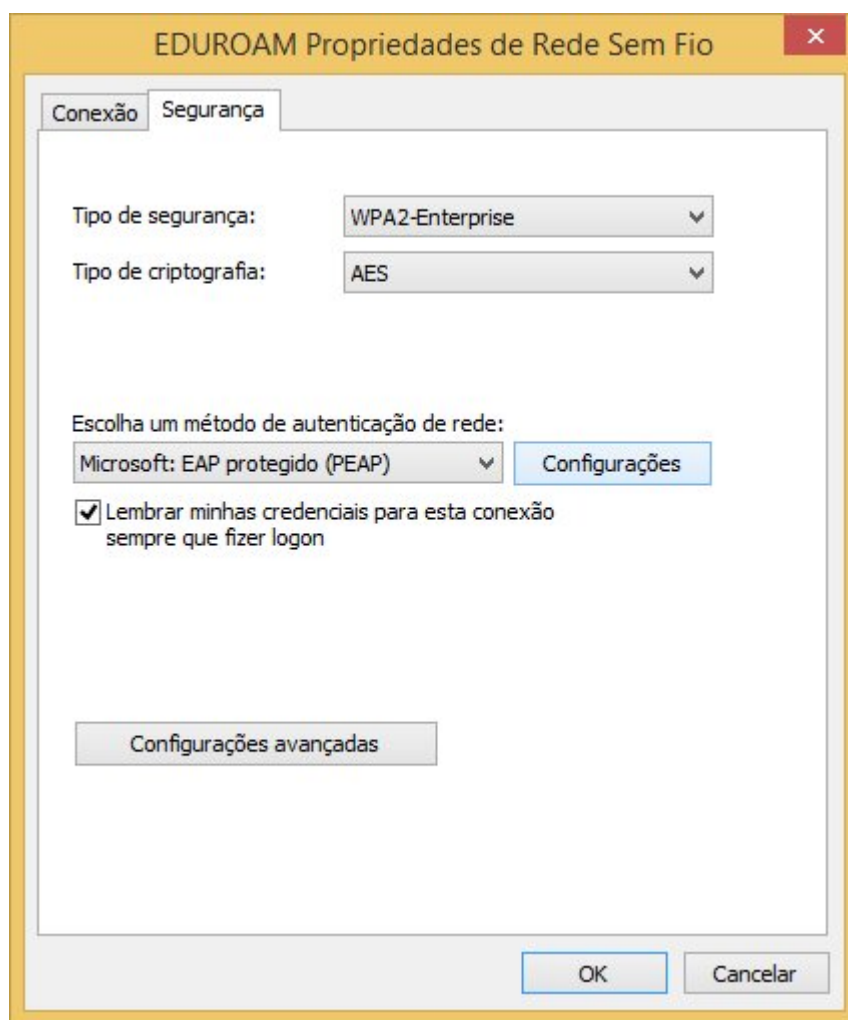 EDUROAM Propriedades de Rede Sem Fio
Conexão
Segurança
Tipo de segurança:
WPA2-Enterprise
Tipo de criptografia:
AES
Escolha um método de autenticação de rede:
Microsoft: EAP protegido (PEAP)
Configurações
Lembrar minhas credenciais para esta conexão
sempre que fizer logon
Configurações avançadas
OK
Cancelar